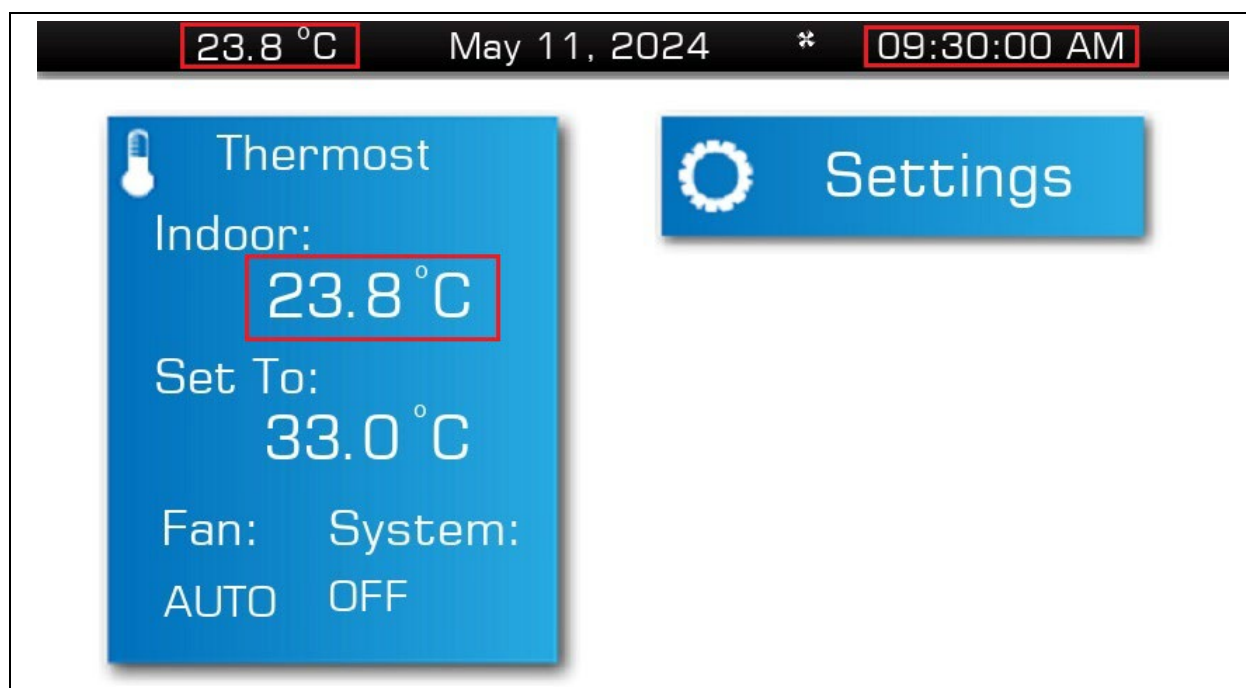 23.8 °C May 11, 2024 09:30:00 AM
Thermost
Indoor:
23.8 °C
Set To:
33.0 °C
Fan: System:
AUTO OFF
Settings